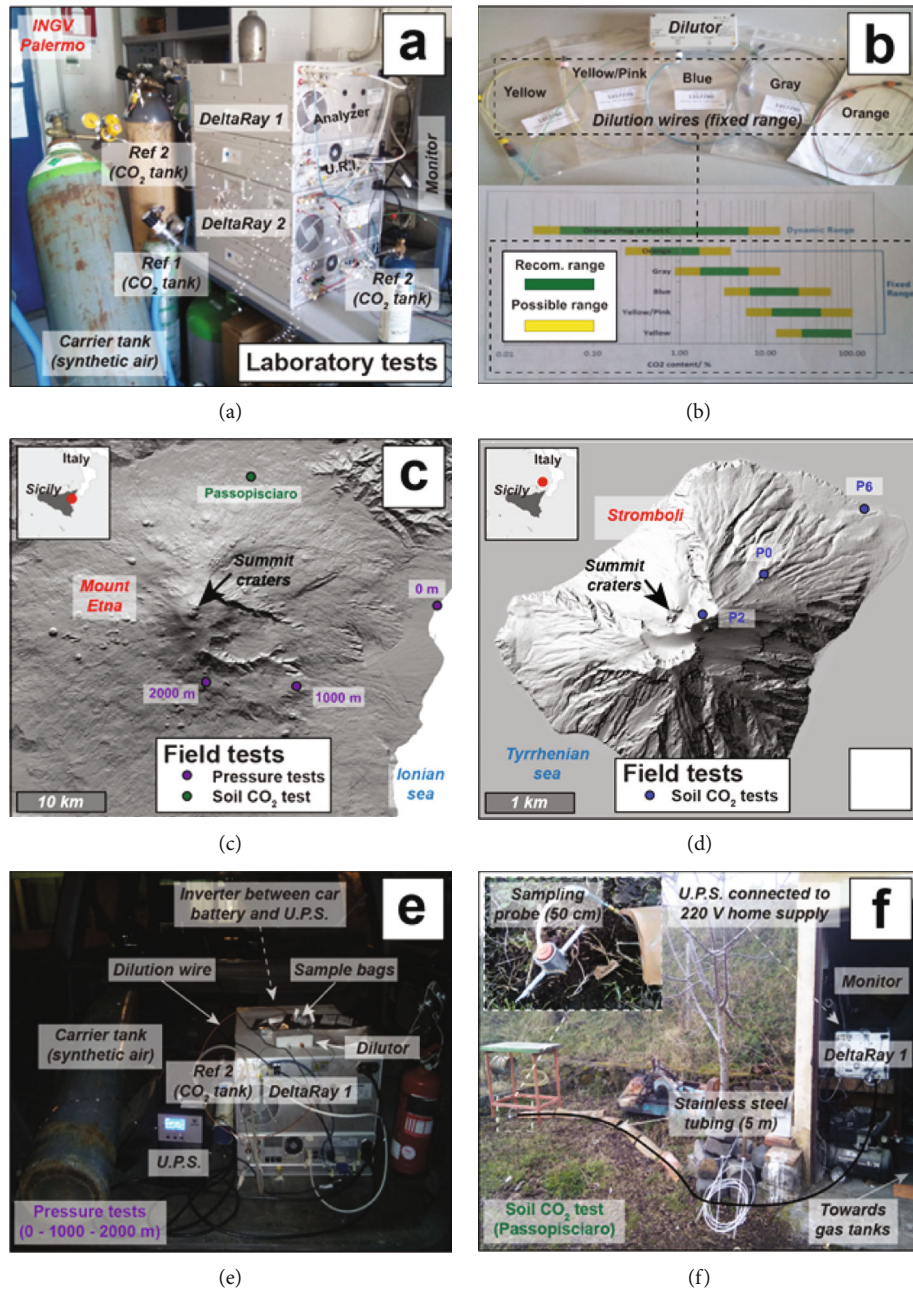 INGV
Palermo
a
DeltaRay 1
Analyzer
Ref 2
(CO₂ tank)
U.R.I.
Monitor
DeltaRay 2
Ref 1
(CO₂ tank)
Ref 2
(CO₂ tank)
Carrier tank
(synthetic air)
Laboratory tests
(a)
Dilutor
b
Yellow
Yellow/Pink
Blue
Gray
Orange
Dilution wires (fixed range)
Orange/Plug at Port C
Dynamic Range
Recom. range
Possible range
Orange
Gray
Blue
Yellow/Pink
Yellow
Fixed
Range
0.01
0.10
1.00
10.00
100.00
CO2 content/ %
(b)
Italy
Sicily
c
Passopisciaro
Summit
craters
Mount
Etna
0 m
2000 m
1000 m
Field tests
Pressure tests
Soil CO₂ test
Ionian
sea
10 km
(c)
Italy
Sicily
d
P6
Stromboli
P0
Summit
craters
P2
Tyrrhenian
sea
Field tests
Soil CO₂ tests
1 km
(d)
Inverter between car
battery and U.P.S.
e
Dilution wire
Sample bags
Carrier tank
(synthetic air)
Dilutor
Ref 2
(CO₂ tank)
DeltaRay 1
U.P.S.
Pressure tests
(0 - 1000 - 2000 m)
(e)
Sampling
probe (50 cm)
U.P.S. connected to
220 V home supply
f
Monitor
DeltaRay 1
Stainless steel
tubing (5 m)
Soil CO₂ test
(Passopisciaro)
Towards
gas tanks
(f)